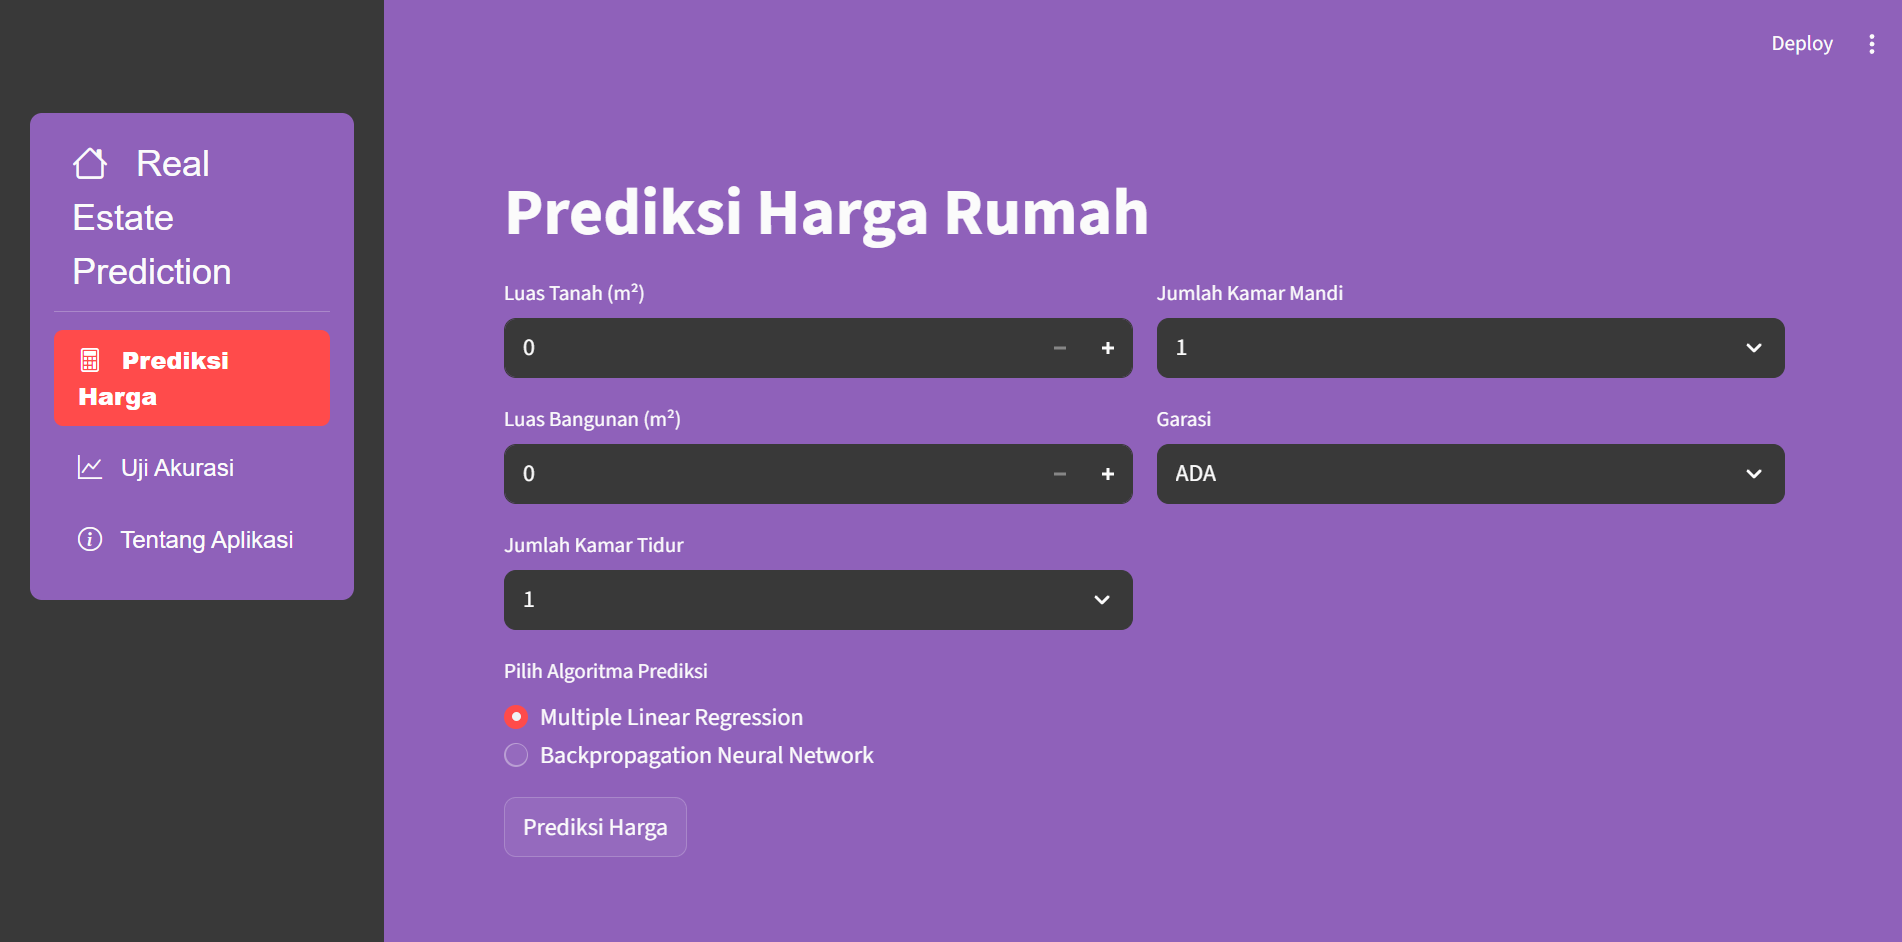 Deploy
Real
Estate
Prediction
Prediksi
Harga
Uji Akurasi
Tentang Aplikasi
Prediksi Harga Rumah
Luas Tanah (m²)
0
Luas Bangunan (m²)
0
Jumlah Kamar Tidur
1
Jumlah Kamar Mandi
1
Garasi
ADA
Pilih Algoritma Prediksi
Multiple Linear Regression
Backpropagation Neural Network
Prediksi Harga